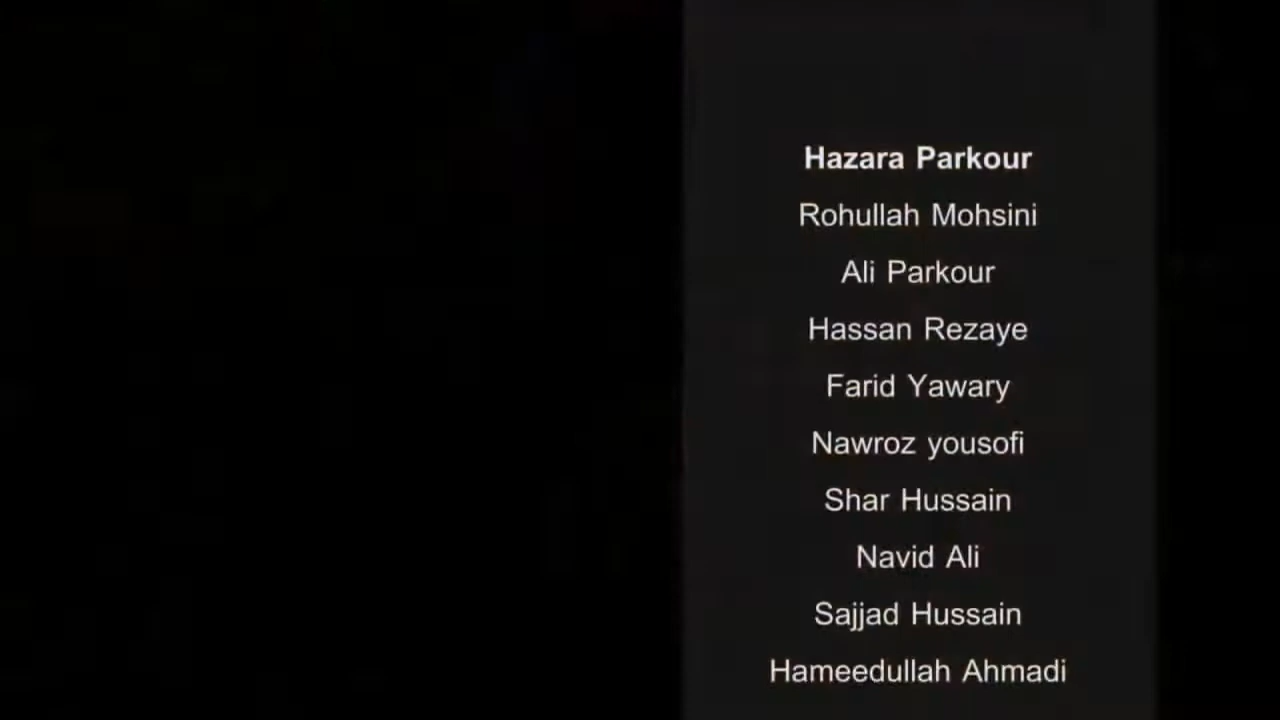 Hazara Parkour
Rohullah Mohsini
Ali Parkour
Hassan Rezaye
Farid Yawary
Nawroz yousofi
Shar Hussain
Navid Ali
Sajjad Hussain
Hameedullah Ahmadi